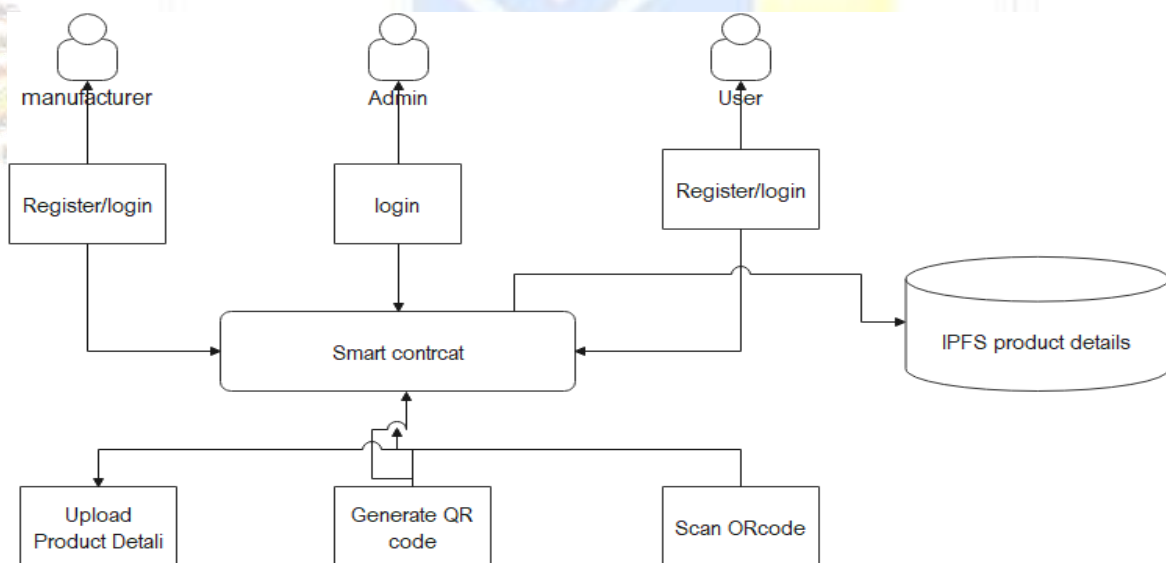 manufacturer
Admin
User
Register/login
login
Register/login
Smart contrcat
IPFS product details
Upload
Product Detali
Generate QR
code
Scan ORcode